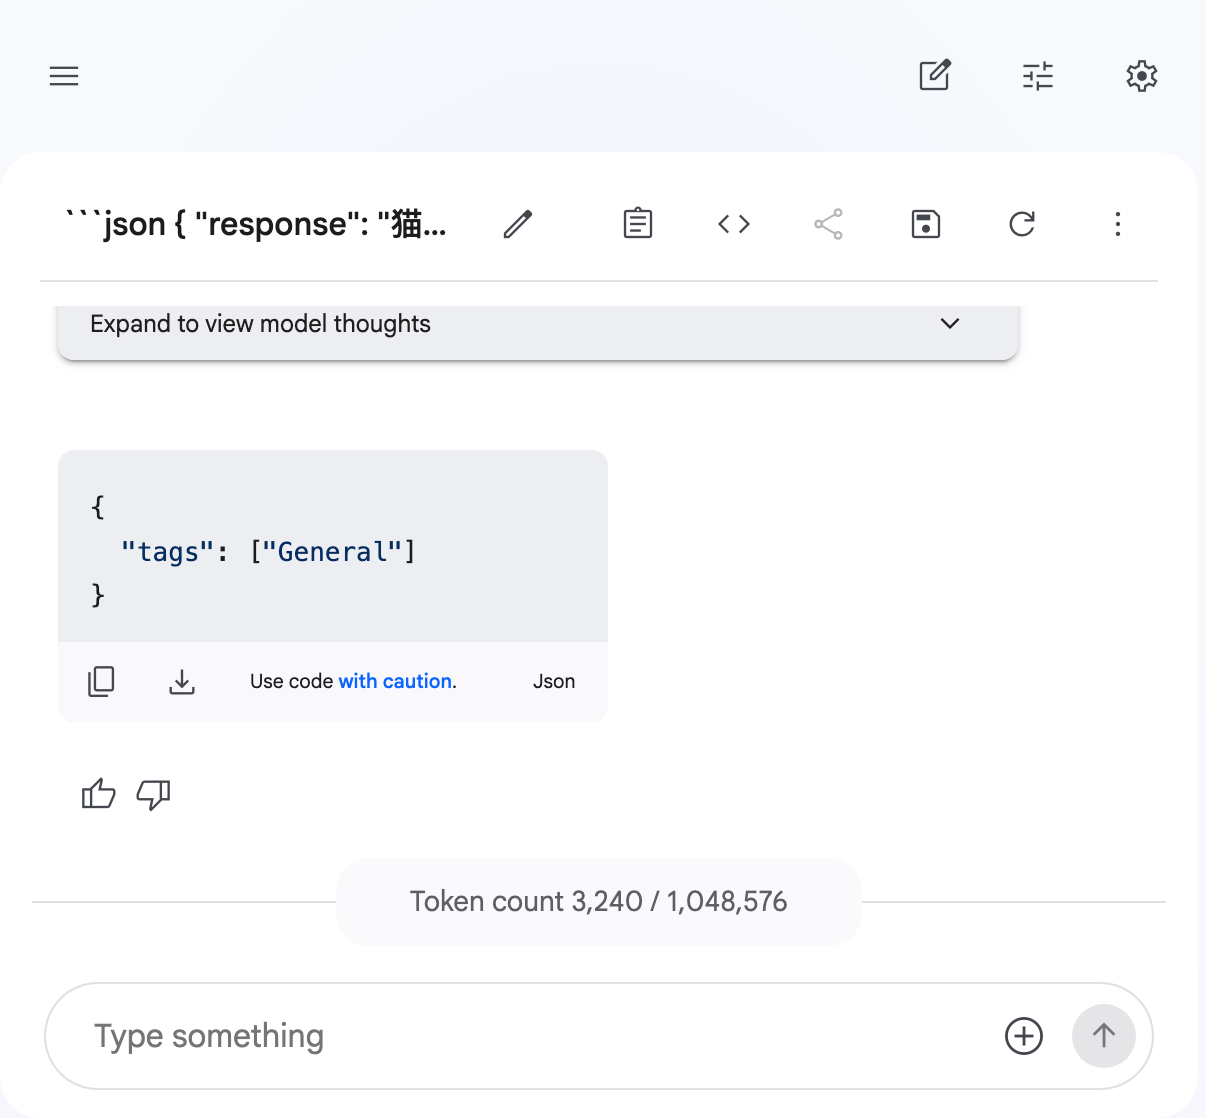 ```json { "response": "猫...
Expand to view model thoughts
{
"tags": ["General"]
}
Use code with caution.
Json
Token count 3,240 / 1,048,576
Type something